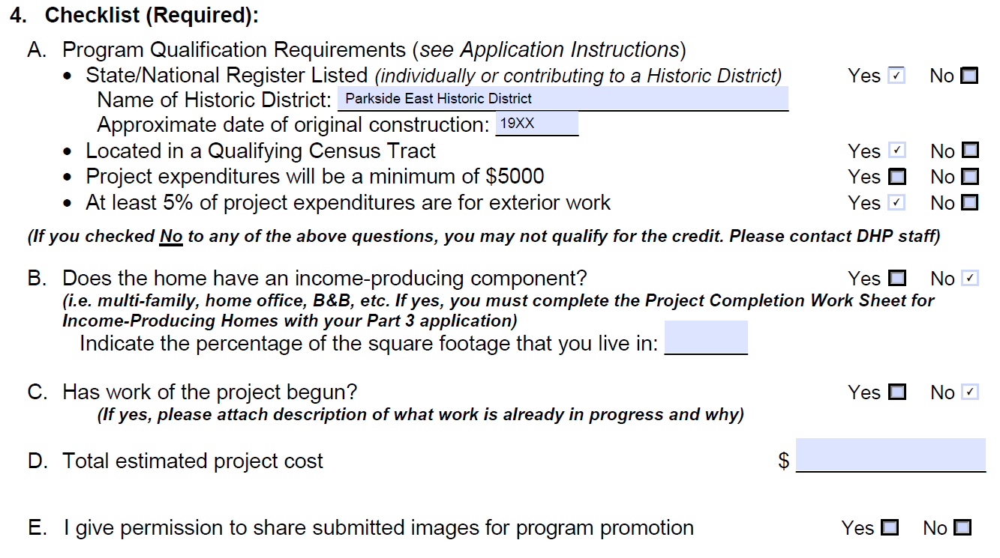 4. Checklist (Required):
A. Program Qualification Requirements (see Application Instructions)
• State/National Register Listed (individually or contributing to a Historic District) Yes ✓ No
Name of Historic District: Parkside East Historic District
Approximate date of original construction: 19XX
• Located in a Qualifying Census Tract Yes ✓ No
• Project expenditures will be a minimum of $5000 Yes No
• At least 5% of project expenditures are for exterior work Yes ✓ No
(If you checked No to any of the above questions, you may not qualify for the credit. Please contact DHP staff)
B. Does the home have an income-producing component? Yes No ✓
(i.e. multi-family, home office, B&B, etc. If yes, you must complete the Project Completion Work Sheet for
Income-Producing Homes with your Part 3 application)
Indicate the percentage of the square footage that you live in:
C. Has work of the project begun? Yes No ✓
(If yes, please attach description of what work is already in progress and why)
D. Total estimated project cost $
E. I give permission to share submitted images for program promotion Yes No